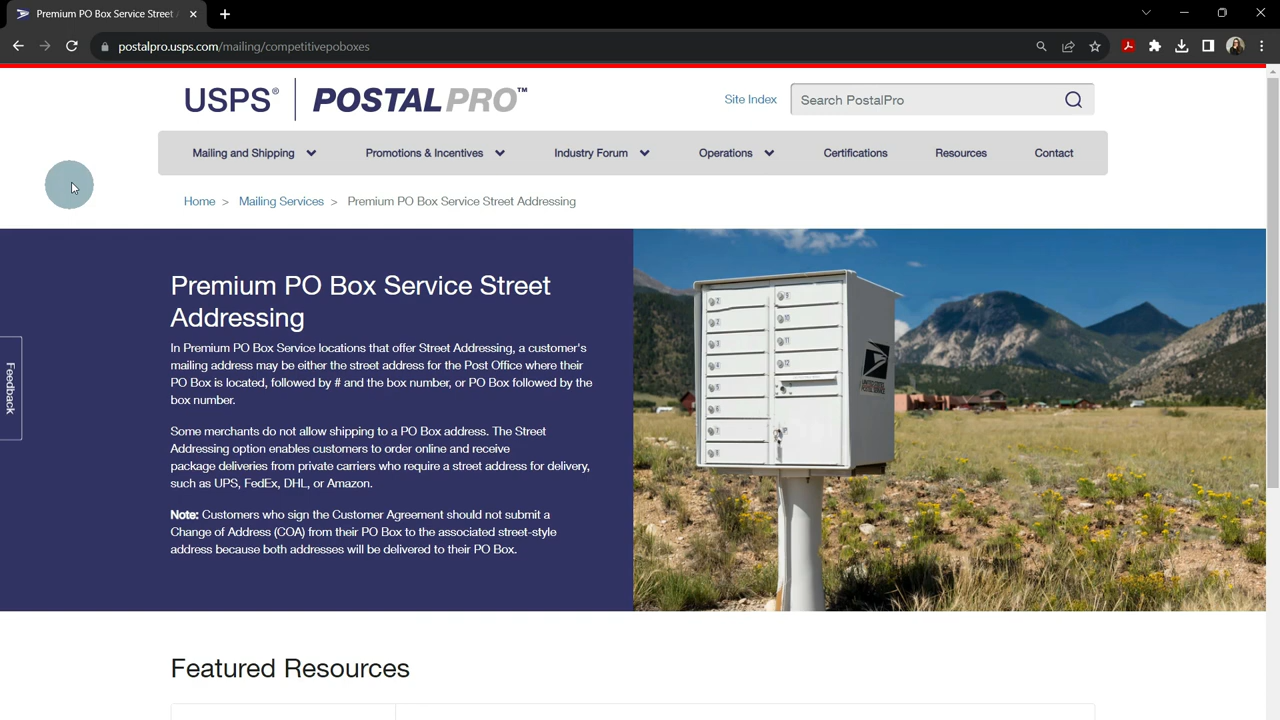 Premium PO Box Service Street A
postalpro.usps.com/mailing/competitivepoboxes
USPS® POSTALPRO™
Site Index
Search PostalPro
Mailing and Shipping
Promotions & Incentives
Industry Forum
Operations
Certifications
Resources
Contact
Home > Mailing Services > Premium PO Box Service Street Addressing
Premium PO Box Service Street
Addressing
In Premium PO Box Service locations that offer Street Addressing, a customer's
mailing address may be either the street address for the Post Office where their
PO Box is located, followed by # and the box number, or PO Box followed by the
box number.
Some merchants do not allow shipping to a PO Box address. The Street
Addressing option enables customers to order online and receive
package deliveries from private carriers who require a street address for delivery,
such as UPS, FedEx, DHL, or Amazon.
Note: Customers who sign the Customer Agreement should not submit a
Change of Address (COA) from their PO Box to the associated street-style
address because both addresses will be delivered to their PO Box.
Feedback
Featured Resources